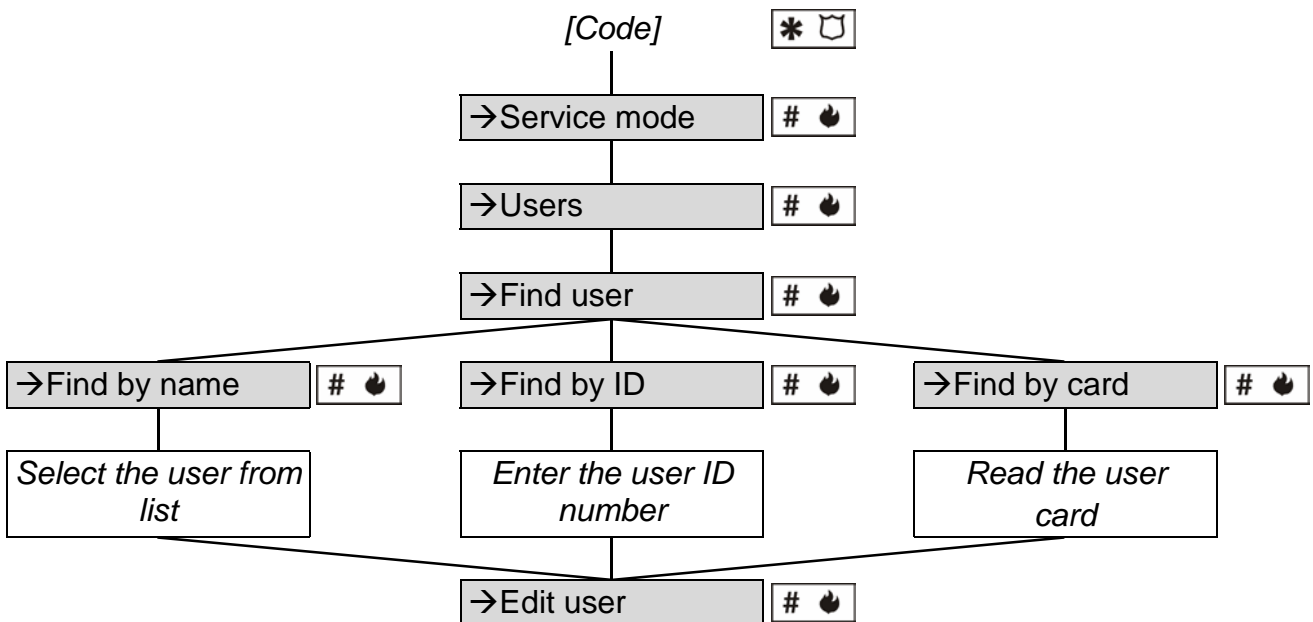 [Code] *
→Service mode #
→Users #
→Find user #
→Find by name # →Find by ID # →Find by card #
Select the user from Enter the user ID Read the user
list number card
→Edit user #